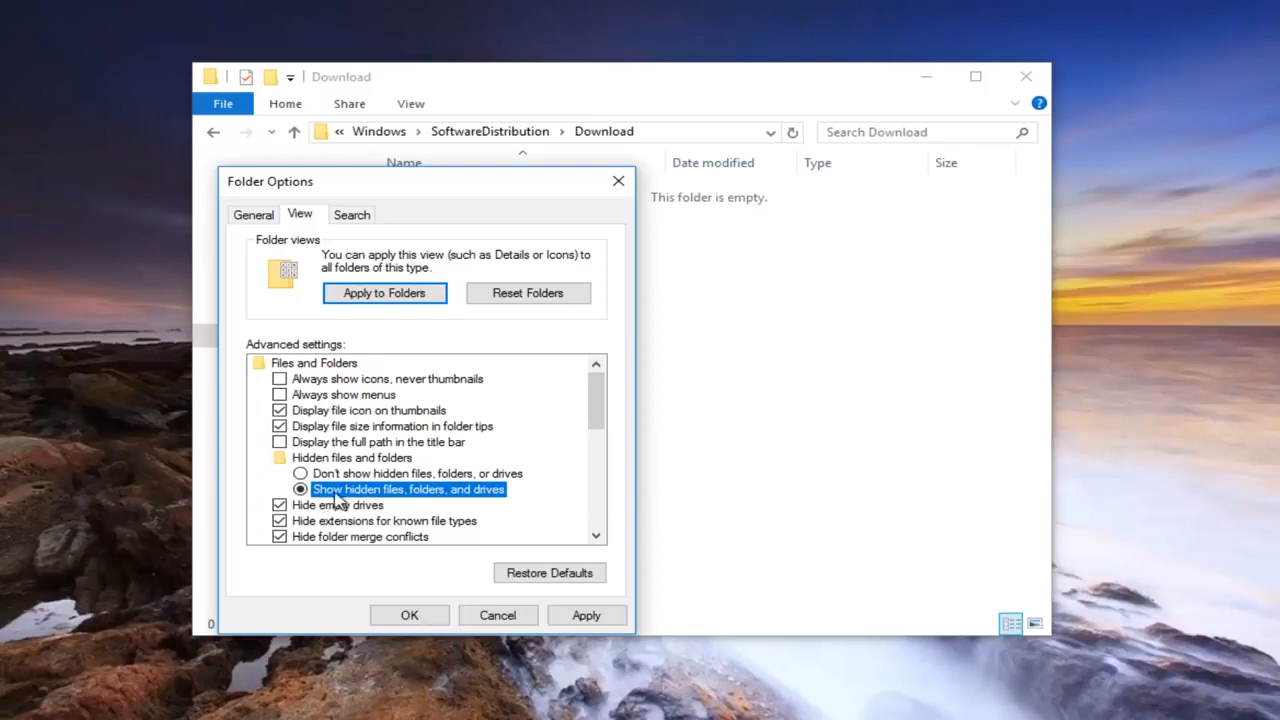 Download
File Home Share View
« Windows › SoftwareDistribution › Download Search Download
Name Date modified Type Size
This folder is empty.
Folder Options
General View Search
Folder views
You can apply this view (such as Details or Icons) to
all folders of this type.
Apply to Folders Reset Folders
Advanced settings:
Files and Folders
Always show icons, never thumbnails
Always show menus
Display file icon on thumbnails
Display file size information in folder tips
Display the full path in the title bar
Hidden files and folders
Don't show hidden files, folders, or drives
Show hidden files, folders, and drives
Hide empty drives
Hide extensions for known file types
Hide folder merge conflicts
Restore Defaults
OK Cancel Apply
0